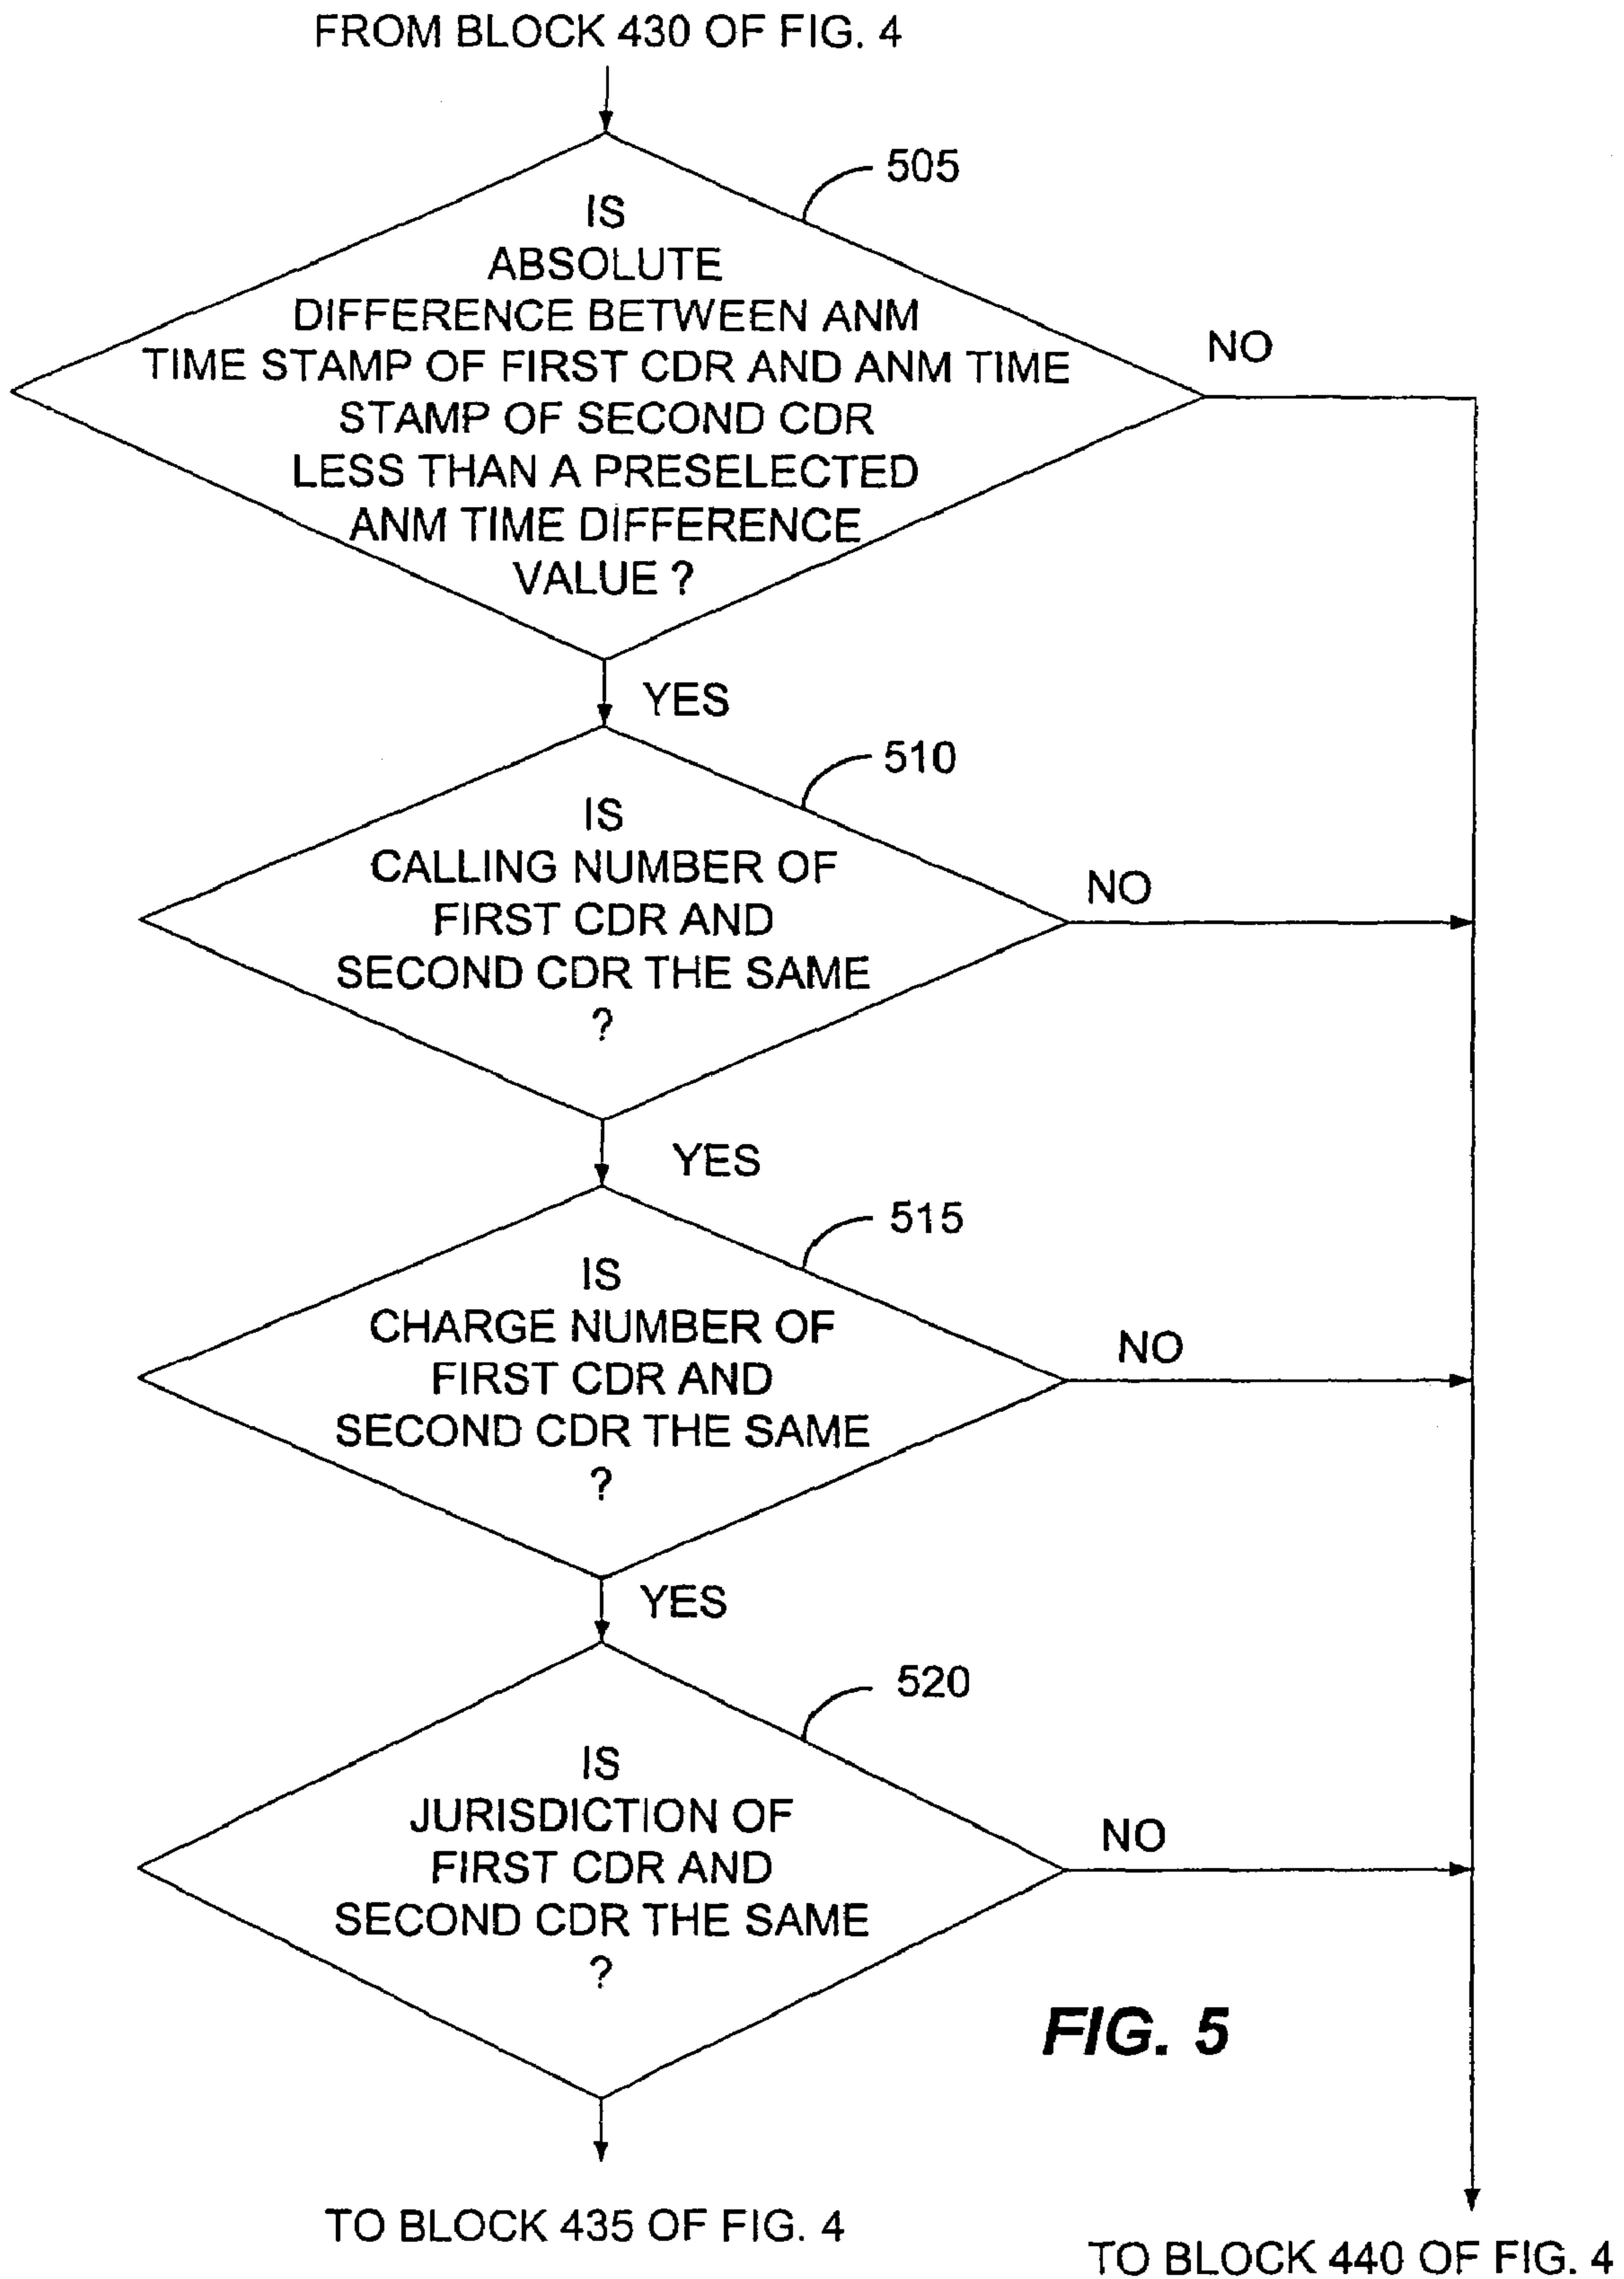 FROM BLOCK 430 OF FIG. 4
505
IS
ABSOLUTE
DIFFERENCE BETWEEN ANM
TIME STAMP OF FIRST CDR AND ANM TIME
STAMP OF SECOND CDR
LESS THAN A PRESELECTED
ANM TIME DIFFERENCE
VALUE ?
NO
YES
510
IS
CALLING NUMBER OF
FIRST CDR AND
SECOND CDR THE SAME
?
NO
YES
515
IS
CHARGE NUMBER OF
FIRST CDR AND
SECOND CDR THE SAME
?
NO
YES
520
IS
JURISDICTION OF
FIRST CDR AND
SECOND CDR THE SAME
?
NO
FIG. 5
TO BLOCK 435 OF FIG. 4
TO BLOCK 440 OF FIG. 4